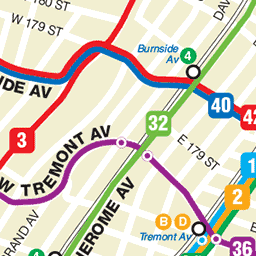 180 ST
W 179 ST
DAV
Burnside
Av
4
IDE AV
40
42
3
32
E 179 ST
W TREMONT AV
1
2
JEROME AV
B D
Tremont Av
36
GRAND AV
4